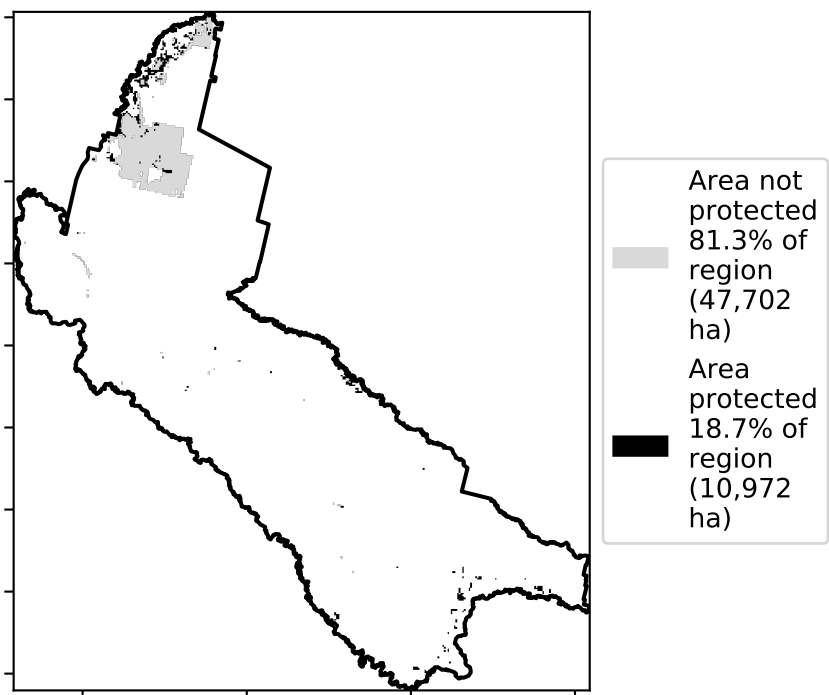 Area not
protected
81.3% of
region
(47,702
ha)
Area
protected
18.7% of
region
(10,972
ha)